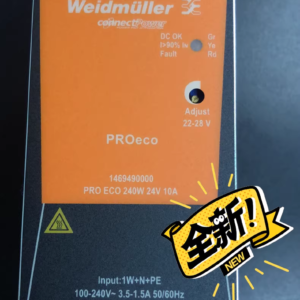 Weidmüller
connectPower
DC OK Gr
I>90% IN Ye
Fault Rd
Adjust
22-28 V
PROeco
1469490000
PRO ECO 240W 24V 10A
全新!
NEW
Input:1W+N+PE
100-240V~ 3.5-1.5A 50/60Hz